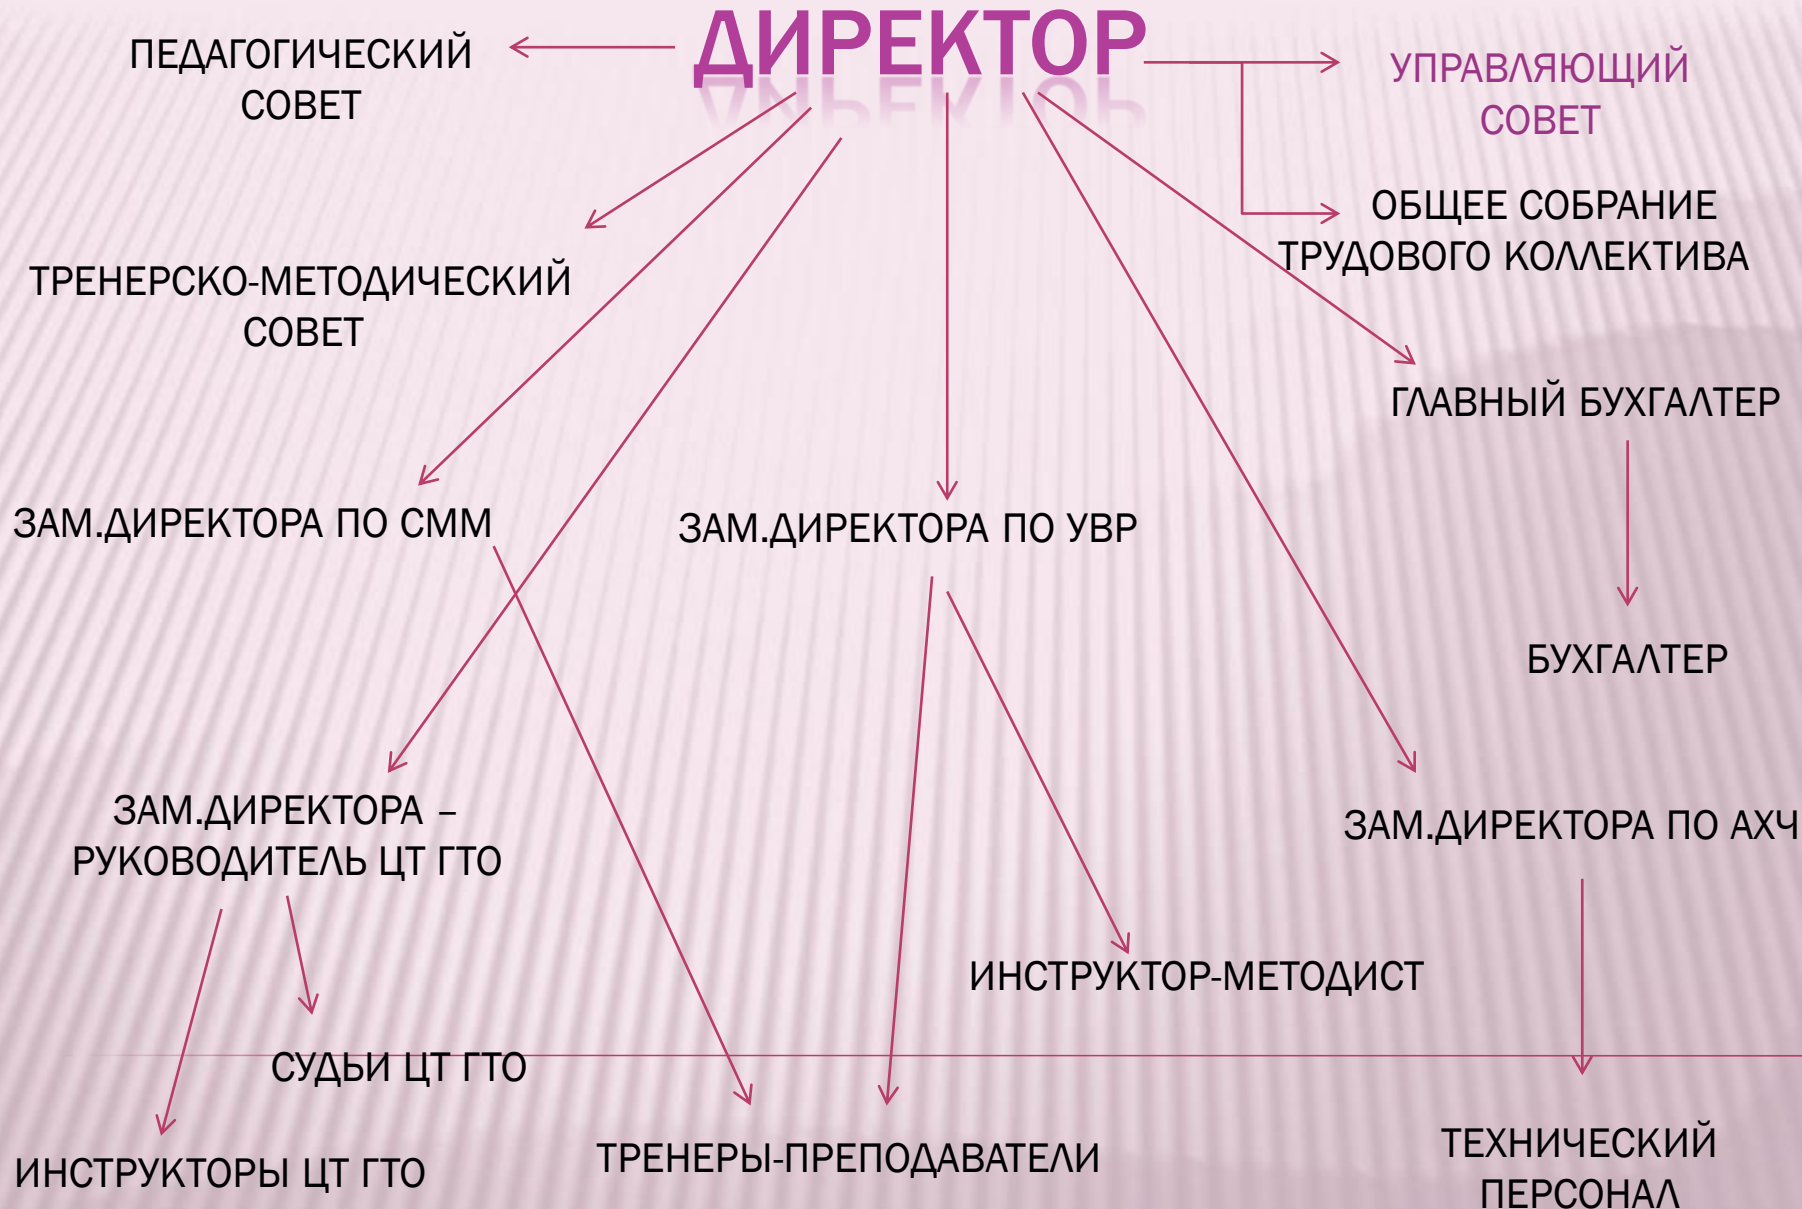 ДИРЕКТОР
ПЕДАГОГИЧЕСКИЙ
СОВЕТ
УПРАВЛЯЮЩИЙ
СОВЕТ
ОБЩЕЕ СОБРАНИЕ
ТРУДОВОГО КОЛЛЕКТИВА
ТРЕНЕРСКО-МЕТОДИЧЕСКИЙ
СОВЕТ
ГЛАВНЫЙ БУХГАЛТЕР
ЗАМ.ДИРЕКТОРА ПО СММ
ЗАМ.ДИРЕКТОРА ПО УВР
БУХГАЛТЕР
ЗАМ.ДИРЕКТОРА –
РУКОВОДИТЕЛЬ ЦТ ГТО
ЗАМ.ДИРЕКТОРА ПО АХЧ
ИНСТРУКТОР-МЕТОДИСТ
СУДЬИ ЦТ ГТО
ИНСТРУКТОРЫ ЦТ ГТО
ТРЕНЕРЫ-ПРЕПОДАВАТЕЛИ
ТЕХНИЧЕСКИЙ
ПЕРСОНАЛ